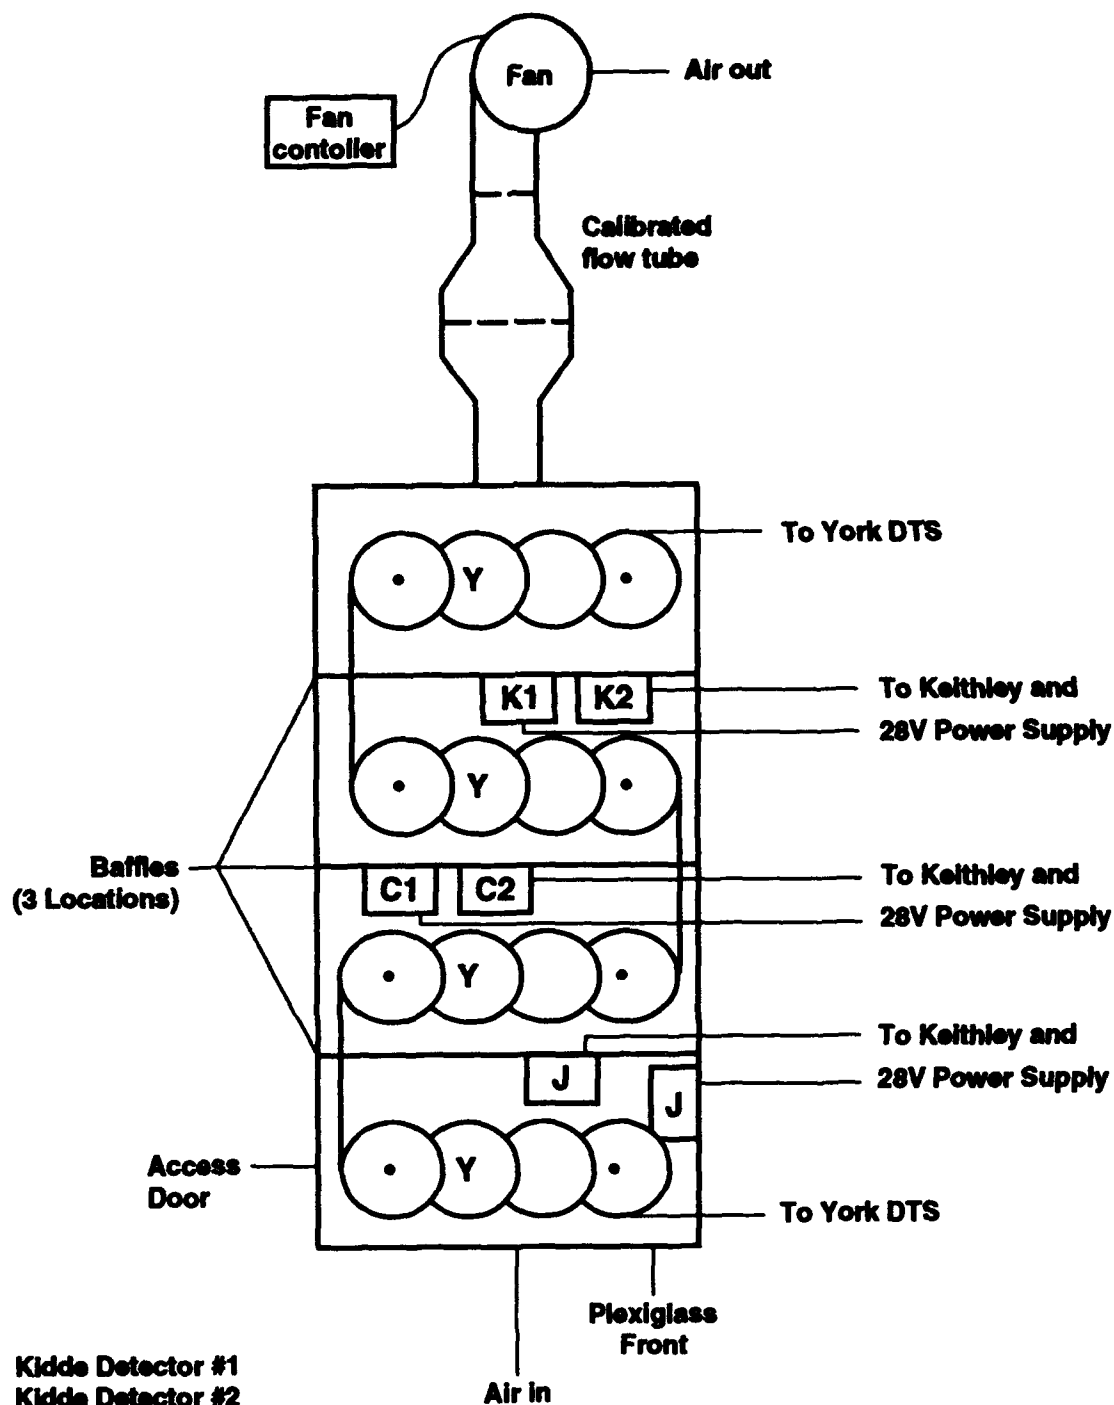 Fan
Air out
Fan
contoller
Calibrated
flow tube
Y
To York DTS
K1
K2
To Keithley and
28V Power Supply
Y
Baffles
(3 Locations)
C1
C2
To Keithley and
28V Power Supply
Y
To Keithley and
28V Power Supply
J
J
Access
Door
Y
To York DTS
Plexiglass
Front
Air in
Kidde Detector #1
Kidde Detector #2